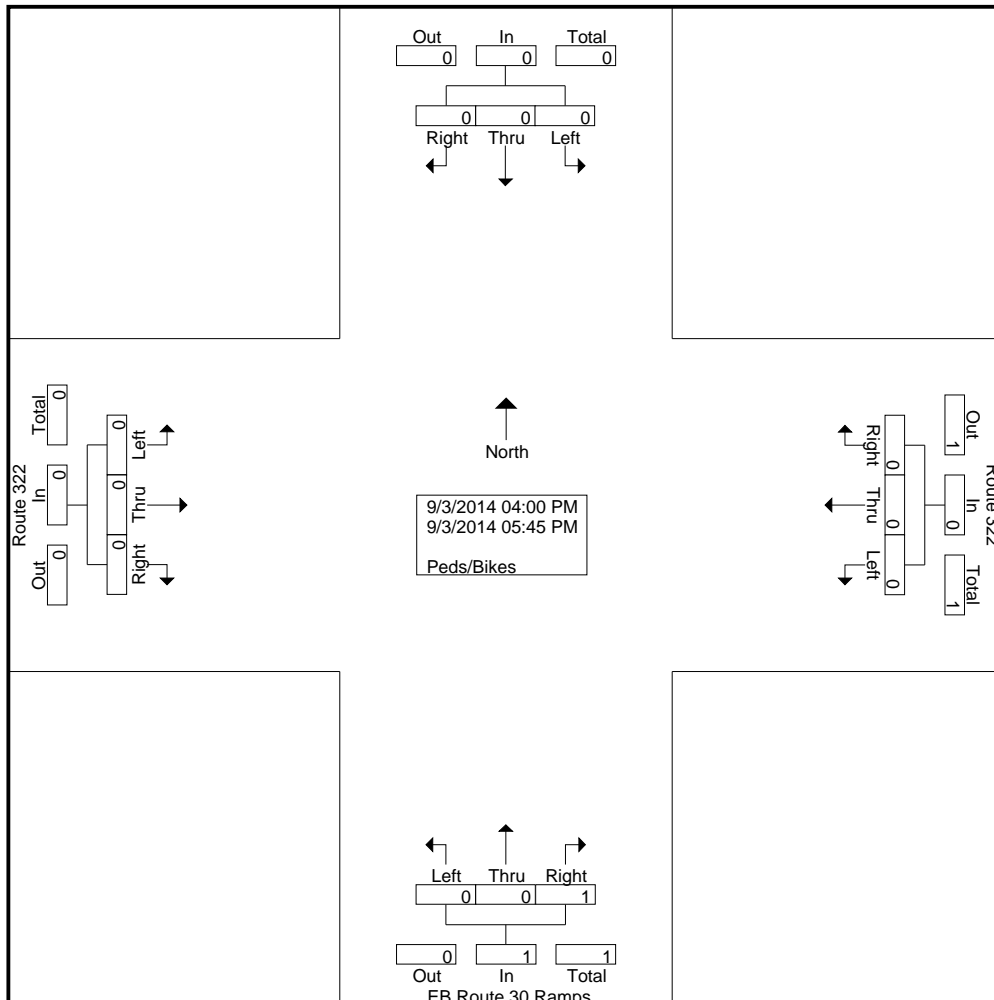 Out In Total
0 0 0
0 0 0
Right Thru Left
North
9/3/2014 04:00 PM
9/3/2014 05:45 PM
Peds/Bikes
Route 322
Total In Out
0 0 0
0 0 0
Left Thru Right
Right Thru Left
0 0 0
1 0 1
Out In Total
Route 322
Left Thru Right
0 0 1
0 1 1
Out In Total
EB Route 30 Ramps